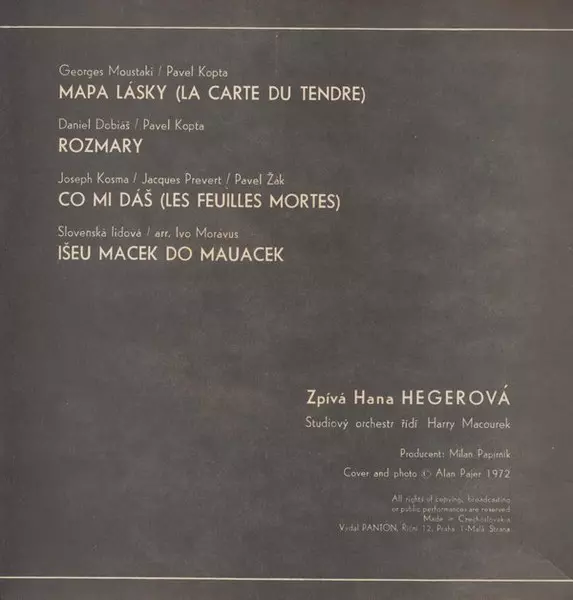 Georges Moustaki / Pavel Kopta
MAPA LÁSKY (LA CARTE DU TENDRE)
Daniel Dobiáš / Pavel Kopta
ROZMARY
Joseph Kosma / Jacques Prevert / Pavel Žák
CO MI DÁŠ (LES FEUILLES MORTES)
Slovenská lidová / arr. Ivo Moravus
IŠEU MACEK DO MAUACEK
Zpívá Hana HEGEROVÁ
Studiový orchestr řídí Harry Macourek
Producent: Milan Papírník
Cover and photo © Alan Pajer 1972
All rights of copying, broadcasting
or public performances are reserved
Made in Czechoslovakia
Vydal PANTON, Říční 12, Praha 1-Malá Strana